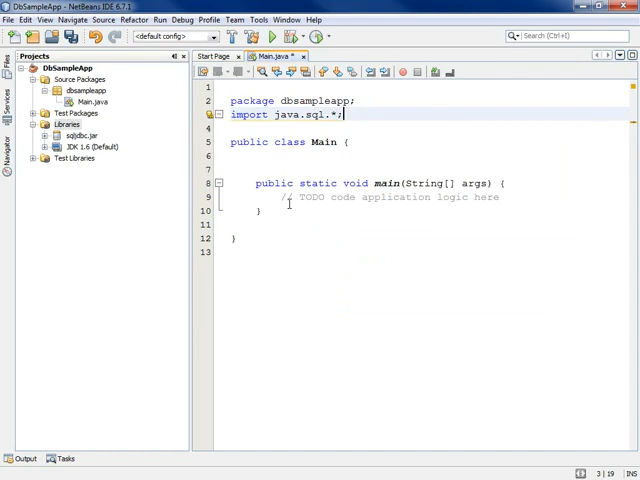 DbSampleApp - NetBeans IDE 6.7.1
File Edit View Navigate Source Refactor Run Debug Profile Team Tools Window Help
<default config>
Search (Ctrl+I)
Projects
Start Page
Main.java *
Files
Services
Navigator
DbSampleApp
Source Packages
dbsampleapp
Main.java
Test Packages
Libraries
sqljdbc.jar
JDK 1.6 (Default)
Test Libraries
1
2 package dbsampleapp;
3 import java.sql.*;
4
5 public class Main {
6
7
8 public static void main(String[] args) {
9 // TODO code application logic here
10 }
11
12 }
13
Output
Tasks
3 | 19
INS